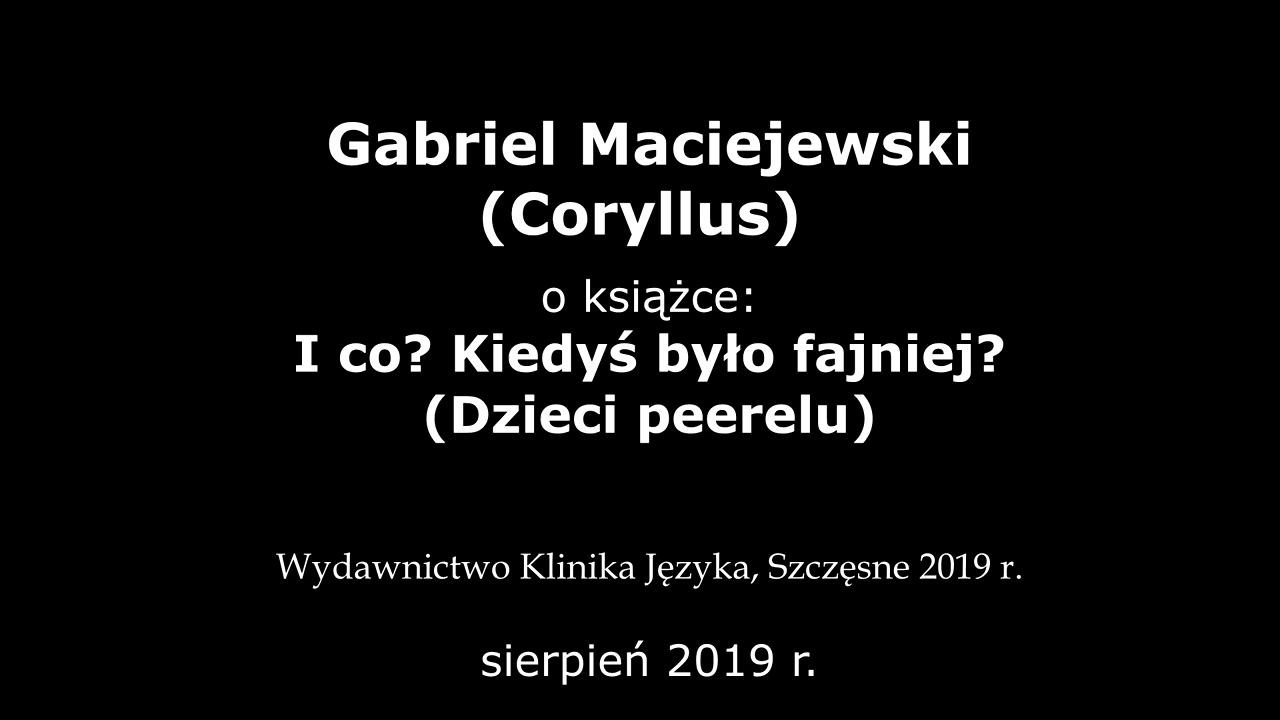 Gabriel Maciejewski
(Coryllus)
o książce:
I co? Kiedyś było fajniej?
(Dzieci peerelu)
Wydawnictwo Klinika Języka, Szczęsne 2019 r.
sierpień 2019 r.